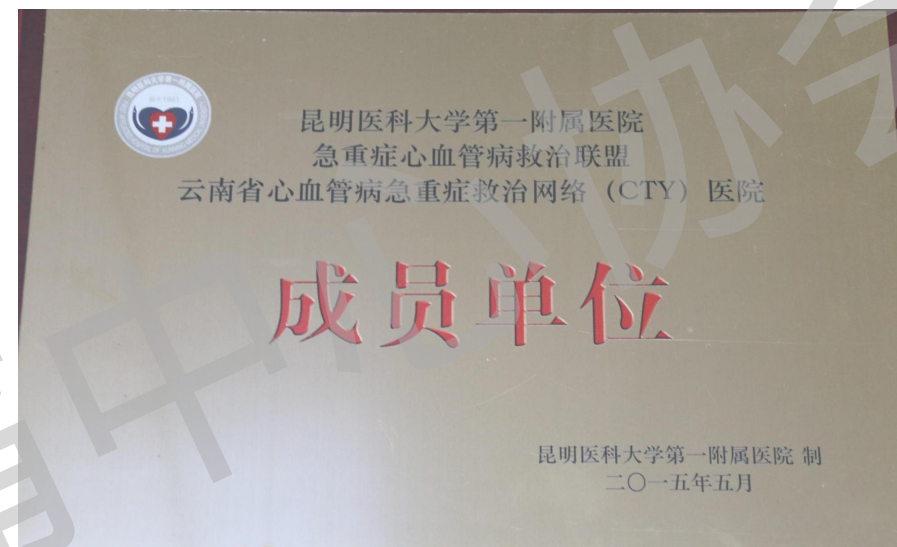 昆明医科大学第一附属医院
急重症心血管病救治联盟
云南省心血管病急重症救治网络（CTY）医院
成员单位
昆明医科大学第一附属医院 制
二〇一五年五月